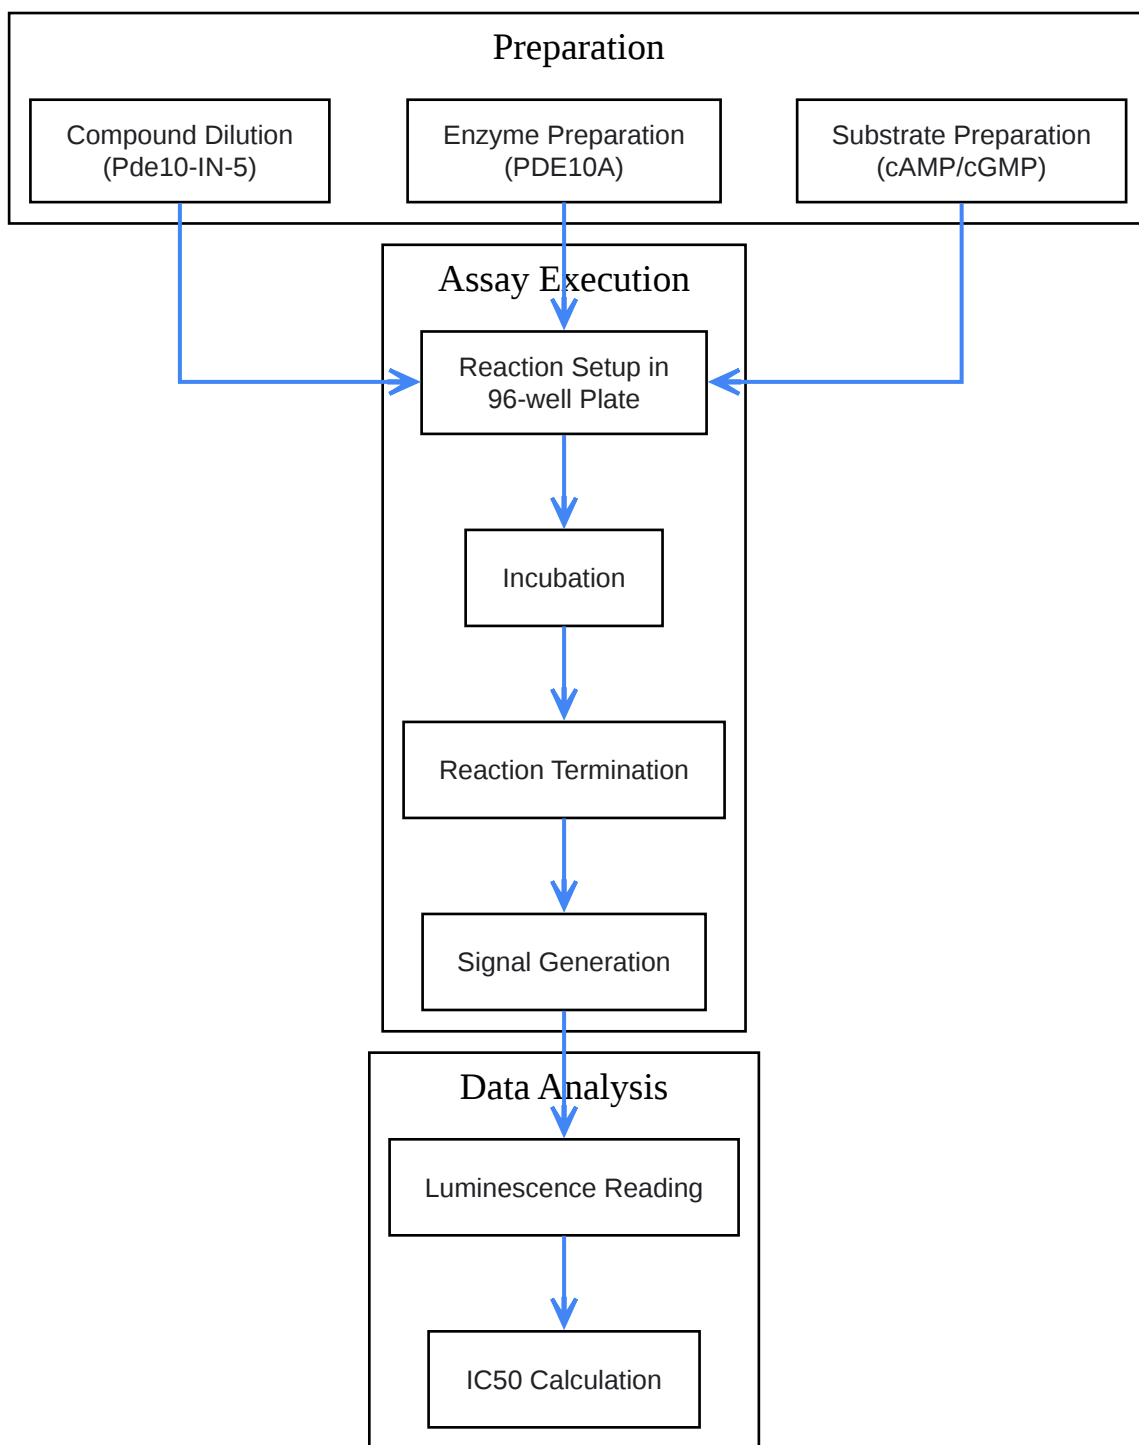 Preparation
Compound Dilution
(Pde10-IN-5)
Enzyme Preparation
(PDE10A)
Substrate Preparation
(cAMP/cGMP)
Assay Execution
Reaction Setup in
96-well Plate
Incubation
Reaction Termination
Signal Generation
Data Analysis
Luminescence Reading
IC50 Calculation